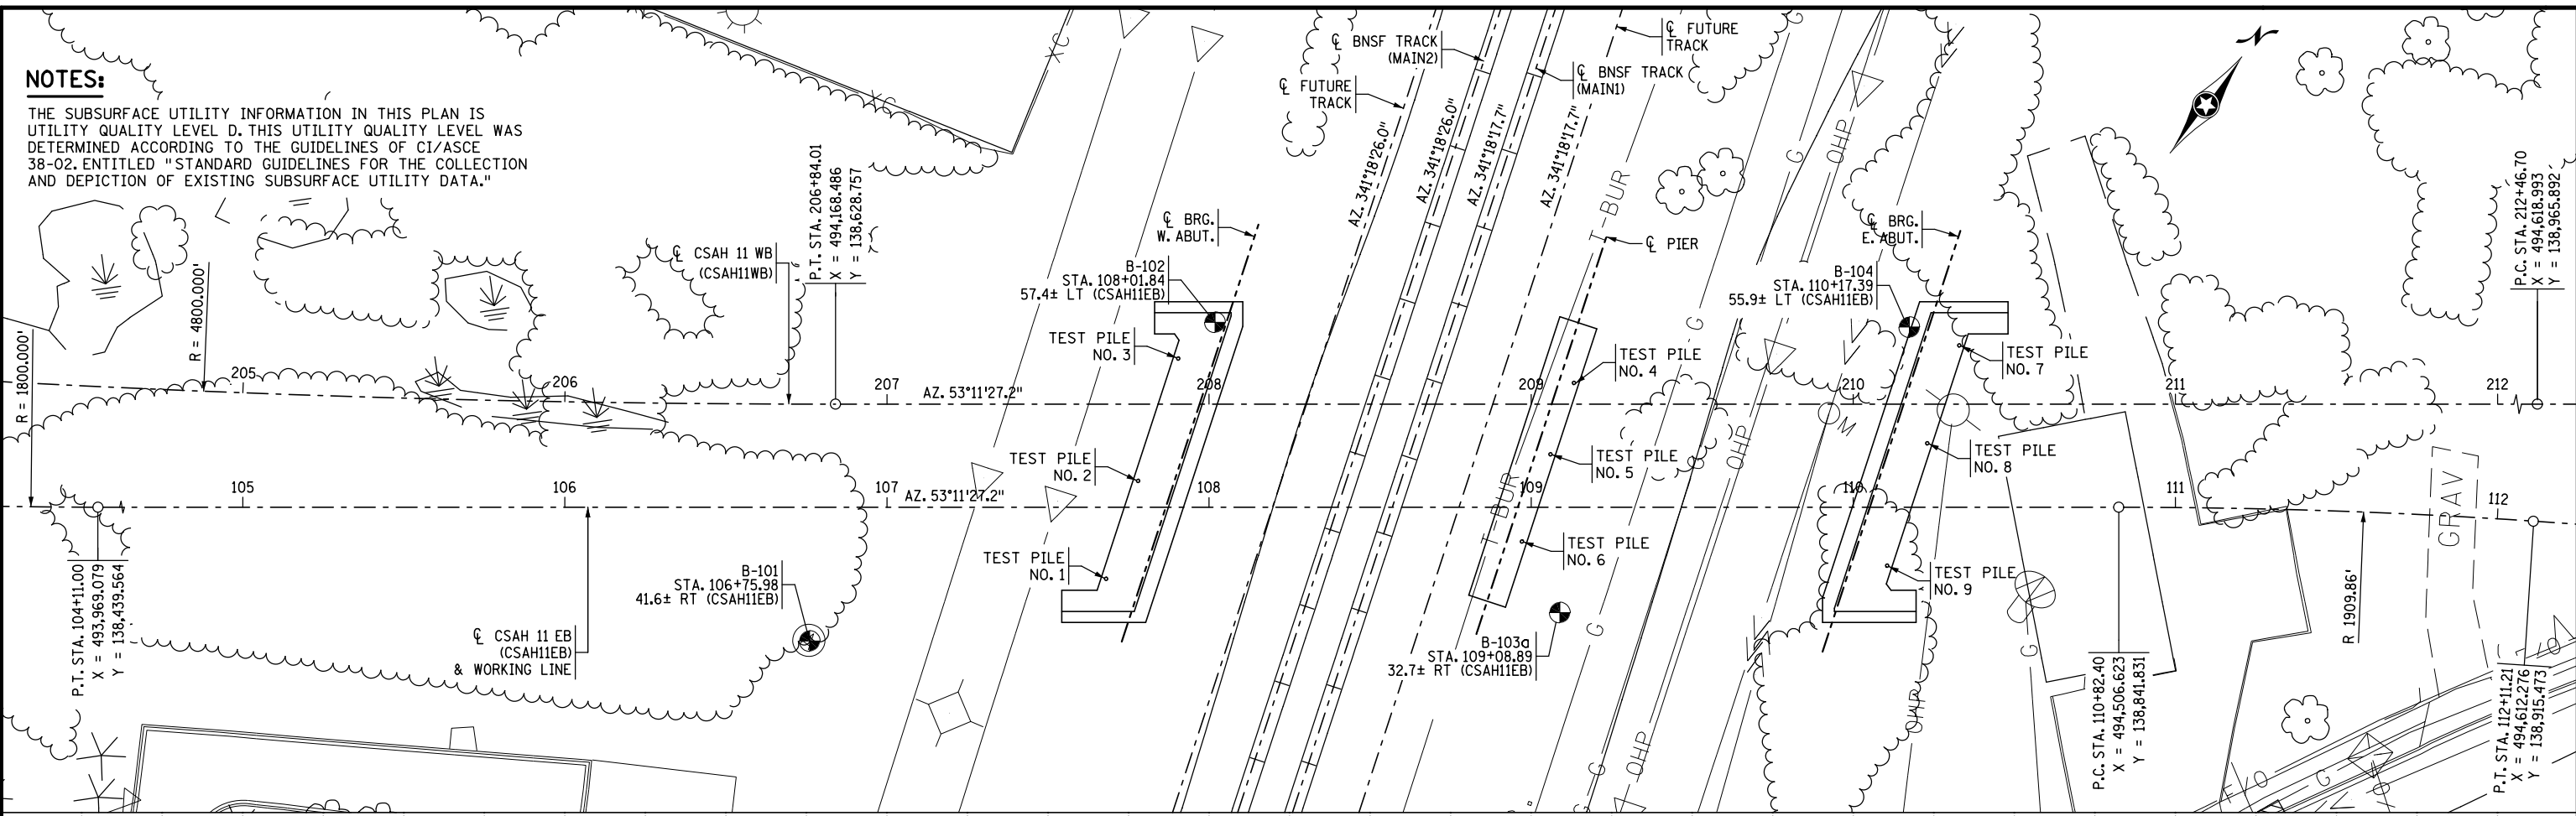 NOTES:
THE SUBSURFACE UTILITY INFORMATION IN THIS PLAN IS
UTILITY QUALITY LEVEL D. THIS UTILITY QUALITY LEVEL WAS
DETERMINED ACCORDING TO THE GUIDELINES OF CI/ASCE
38-02. ENTITLED "STANDARD GUIDELINES FOR THE COLLECTION
AND DEPICTION OF EXISTING SUBSURFACE UTILITY DATA."
XC
XC
℄ BNSF TRACK
(MAIN2)
℄ FUTURE
TRACK
℄ FUTURE
TRACK
℄ BNSF TRACK
(MAIN1)
AZ. 341°18'26.0"
AZ. 341°18'26.0"
AZ. 341°18'17.7"
AZ. 341°18'17.7"
N
G
G
OHP
BUR
P.T. STA. 206+84.01
X = 494,168.486
Y = 138,628.757
℄ CSAH 11 WB
(CSAH11WB)
R = 4800.000'
R = 1800.000'
℄ BRG.
W. ABUT.
B-102
STA. 108+01.84
57.4± LT (CSAH11EB)
℄ PIER
℄ BRG.
E. ABUT.
B-104
STA. 110+17.39
55.9± LT (CSAH11EB)
P.C. STA. 212+46.70
X = 494,618.993
Y = 138,965.892
TEST PILE
NO. 3
TEST PILE
NO. 4
TEST PILE
NO. 7
G
G
205
206
207
AZ. 53°11'27.2"
208
209
210
211
212
M
OHP
G
TEST PILE
NO. 2
TEST PILE
NO. 5
TEST PILE
NO. 8
105
106
107
AZ. 53°11'27.2"
108
109
110
111
112
BUR
GRAV
TEST PILE
NO. 1
TEST PILE
NO. 6
TEST PILE
NO. 9
P.T. STA. 104+11.00
X = 493,969.079
Y = 138,439.564
B-101
STA. 106+75.98
41.6± RT (CSAH11EB)
℄ CSAH 11 EB
(CSAH11EB)
& WORKING LINE
B-103a
STA. 109+08.89
32.7± RT (CSAH11EB)
G
G
R 1909.86'
P.C. STA. 110+82.40
X = 494,506.623
Y = 138,841.831
P.T. STA. 112+11.21
X = 494,612.276
Y = 138,915.473
OHP
OHP
G
G
G